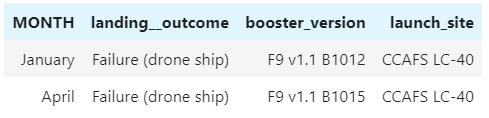 MONTH landing__outcome booster_version launch_site
January Failure (drone ship) F9 v1.1 B1012 CCAFS LC-40
April Failure (drone ship) F9 v1.1 B1015 CCAFS LC-40